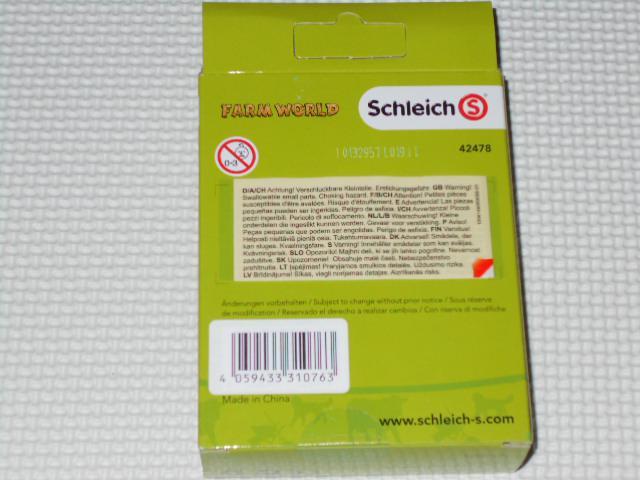 FARM WORLD
Schleich S
42478
0-3
D/A/CH Achtung! Verschluckbare Kleinteile. Erstickungsgefahr. GB Warning!
Swallowable small parts. Choking hazard. F/B/CH Attention! Petites pièces
susceptibles d'être avalées. Risque d'étouffement. E Advertencia! Las piezas
pequeñas pueden ser ingeridas. Peligro de asfixia. I/CH Avvertenza! Piccoli
pezzi ingeribili. Pericolo di soffocamento. NL/L/B Waarschuwing! Kleine
onderdelen die ingeslikt kunnen worden. Gevaar voor verstikking. P Aviso!
Peças pequenas que podem ser engolidas. Perigo de asfixia. FIN Varoitus!
Helposti nieltäviä pieniä osia. Tukehtumisvaara. DK Advarsel! Smådele, der
kan sluges. Kvælningsfare. S Varning! Innehåller smådelar som kan sväljas.
Kvävningsrisk. SLO Opozorilo! Majhni deli, ki se jih lahko pogoltne. Nevarnost
zadušitve. SK Upozornenie! Obsahuje malé časti. Nebezpečenstvo
prehltnutia. LT Įspėjimas! Praryjamos smulkios detalės. Uždusimo rizika.
LV Brīdinājums! Sīkas, viegli norijamas detaļas. Aizrīšanās risks.
Änderungen vorbehalten / Subject to change without prior notice / Sous réserve
de modification / Reservado el derecho a realizar cambios / Con riserva di modifiche
4 059433 310763
Made in China
www.schleich-s.com